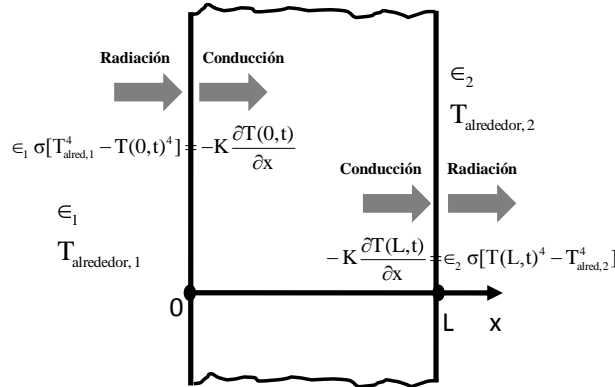 Radiación Conducción
∈₁ σ[T⁴alred,1 − T(0,t)⁴] = −K ∂T(0,t)/∂x
∈₂
Talrededor,2
Conducción Radiación
∈₁
Talrededor,1
−K ∂T(L,t)/∂x = ∈₂ σ[T(L,t)⁴ − T⁴alred,2]
0 L x